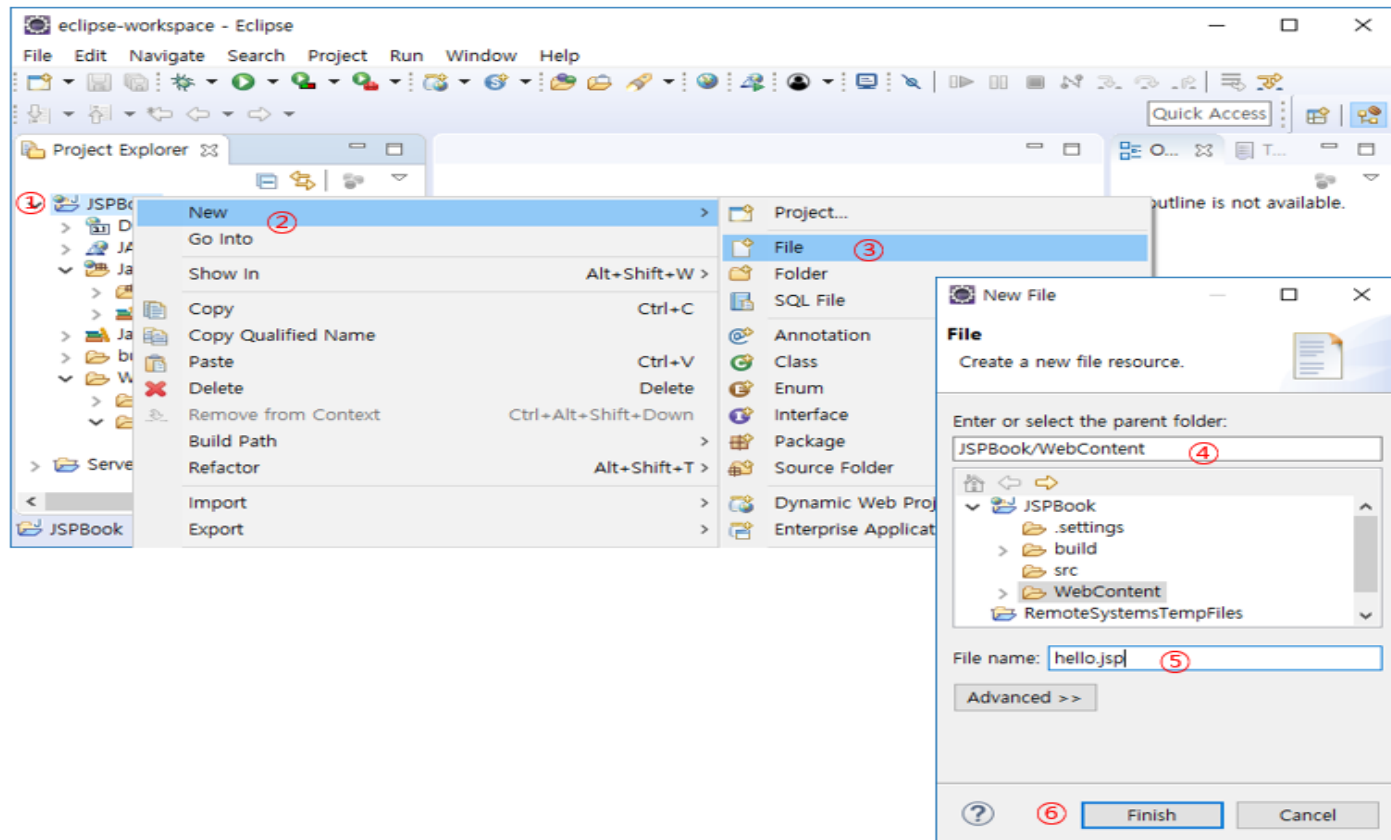 eclipse-workspace - Eclipse
File Edit Navigate Search Project Run Window Help
Quick Access
Project Explorer
O...
T...
① JSPBo
D
JA
Ja
Ja
bu
W
Serve
JSPBook
New ② >
Go Into
Show In Alt+Shift+W >
Copy Ctrl+C
Copy Qualified Name
Paste Ctrl+V
Delete Delete
Remove from Context Ctrl+Alt+Shift+Down
Build Path >
Refactor Alt+Shift+T >
Import >
Export >
Project...
File ③
Folder
SQL File
Annotation
Class
Enum
Interface
Package
Source Folder
Dynamic Web Proj
Enterprise Applicat
utline is not available.
New File
File
Create a new file resource.
Enter or select the parent folder:
JSPBook/WebContent ④
JSPBook
.settings
build
src
WebContent
RemoteSystemsTempFiles
File name: hello.jsp ⑤
Advanced >>
? ⑥ Finish Cancel